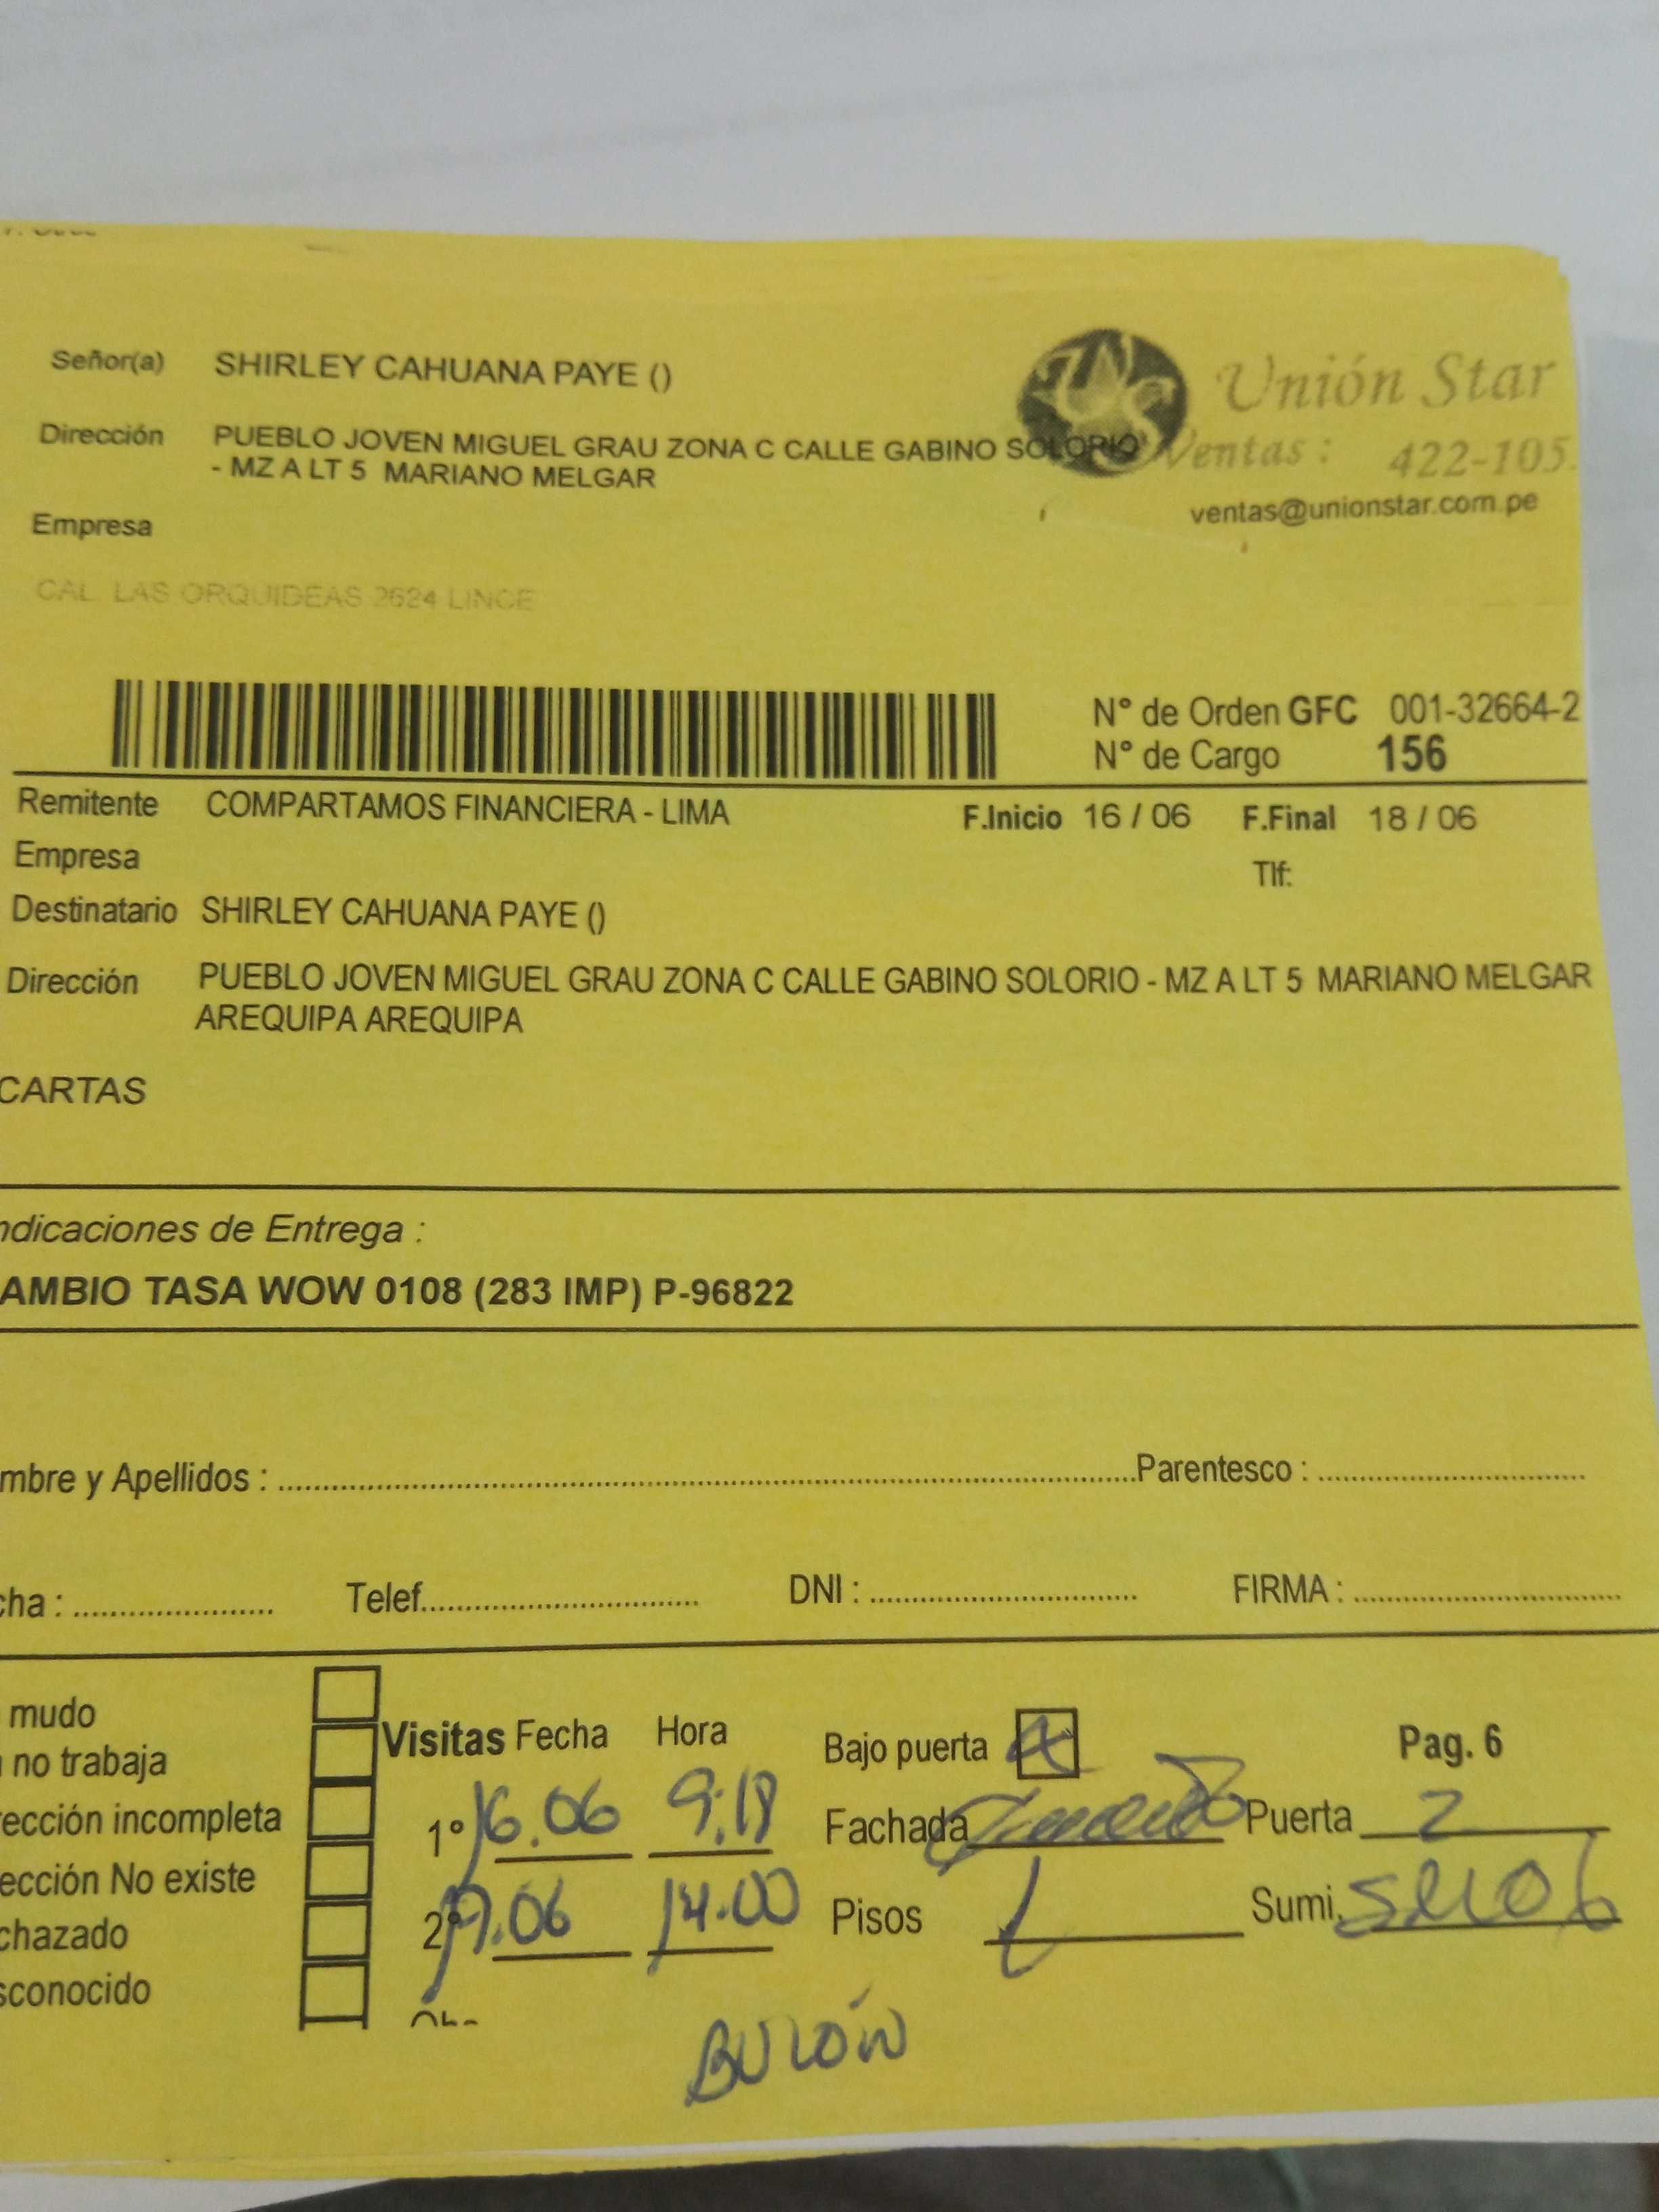 Señor(a) SHIRLEY CAHUANA PAYE ()
Unión Star
Dirección PUEBLO JOVEN MIGUEL GRAU ZONA C CALLE GABINO SOLORIO
- MZ A LT 5 MARIANO MELGAR
Ventas : 422-105
ventas@unionstar.com.pe
Empresa
CAL. LAS ORQUIDEAS 2624 LINCE
N° de Orden GFC 001-32664-2
N° de Cargo 156
Remitente COMPARTAMOS FINANCIERA - LIMA F.Inicio 16 / 06 F.Final 18 / 06
Empresa
Tlf:
Destinatario SHIRLEY CAHUANA PAYE ()
Dirección PUEBLO JOVEN MIGUEL GRAU ZONA C CALLE GABINO SOLORIO - MZ A LT 5 MARIANO MELGAR
AREQUIPA AREQUIPA
CARTAS
ndicaciones de Entrega :
AMBIO TASA WOW 0108 (283 IMP) P-96822
mbre y Apellidos : Parentesco :
cha : Telef. DNI : FIRMA :
mudo
no trabaja
Visitas Fecha Hora Bajo puerta Pag. 6
ección incompleta 1° 16.06 9:18 Fachada Puerta 2
ección No existe
chazado 2° 17.06 14.00 Pisos 1 Sumi.
sconocido